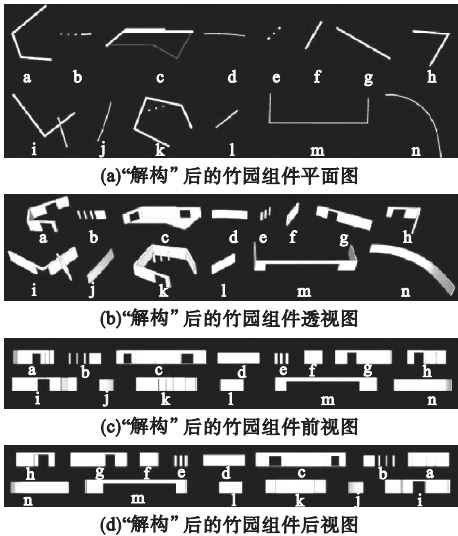 a b c d e f g h
i j k l m n
(a)“解构” 后的竹园组件平面图
a b c d e f g h
i j k l m n
(b)“解构” 后的竹园组件透视图
a b c d e f g h
i j k l m n
(c)“解构” 后的竹园组件前视图
h g f e d c b a
n m l k j i
(d)“解构” 后的竹园组件后视图